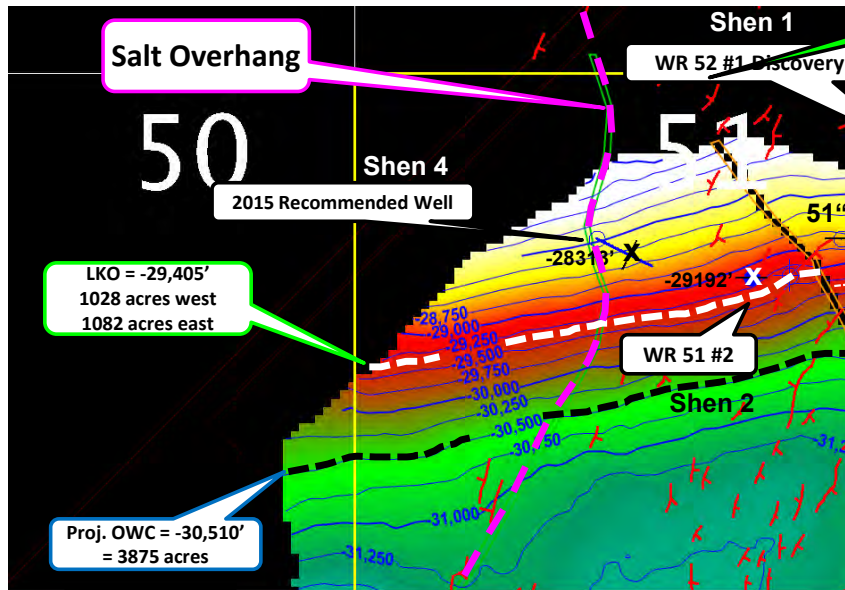 Shen 1
Salt Overhang
WR 52 #1 Discovery
50
51
Shen 4
2015 Recommended Well
51“
-28313’
X
-29192’
X
LKO = -29,405’
1028 acres west
1082 acres east
-28,750
-29,000
-29,250
-29,500
-29,750
-30,000
-30,250
-30,500
-30,750
WR 51 #2
Shen 2
-31,000
-31,250
Proj. OWC = -30,510’
= 3875 acres